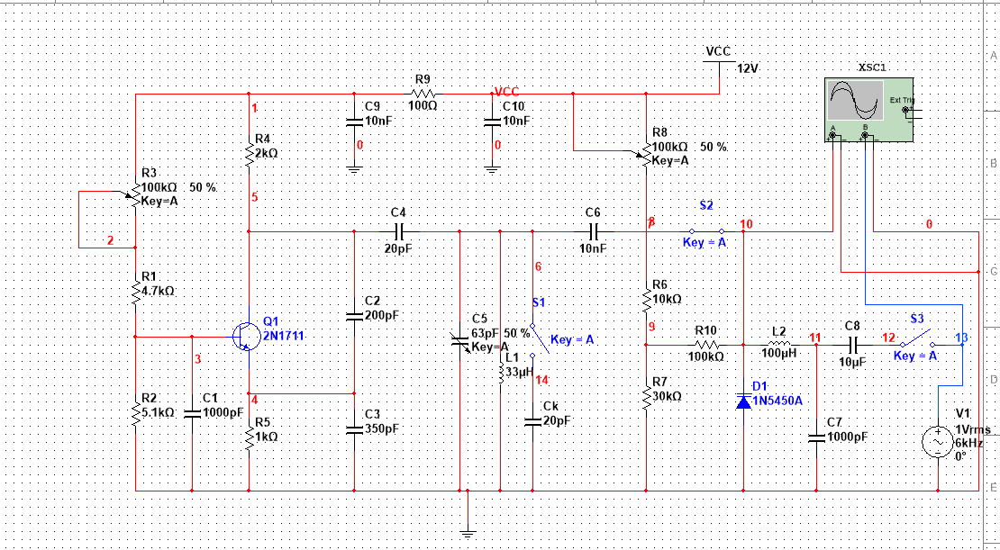 VCC
12V
XSC1
Ext Trig
+
-
A
B
+
-
+
-
R9
100Ω
VCC
C9
10nF
C10
10nF
1
0
0
R4
2kΩ
R8
100kΩ 50 %
Key=A
R3
100kΩ 50 %
Key=A
5
2
C4
20pF
C6
10nF
7
8
S2
Key = A
10
0
6
R1
4.7kΩ
S1
Key = A
C2
200pF
R6
10kΩ
Q1
2N1711
C5
63pF 50 %
Key=A
L1
33μH
9
R10
100kΩ
L2
100μH
11
C8
10μF
12
S3
Key = A
13
3
14
R2
5.1kΩ
C1
1000pF
4
R5
1kΩ
C3
350pF
Ck
20pF
R7
30kΩ
D1
1N5450A
C7
1000pF
V1
1Vrms
6kHz
0°
A
B
C
D
E